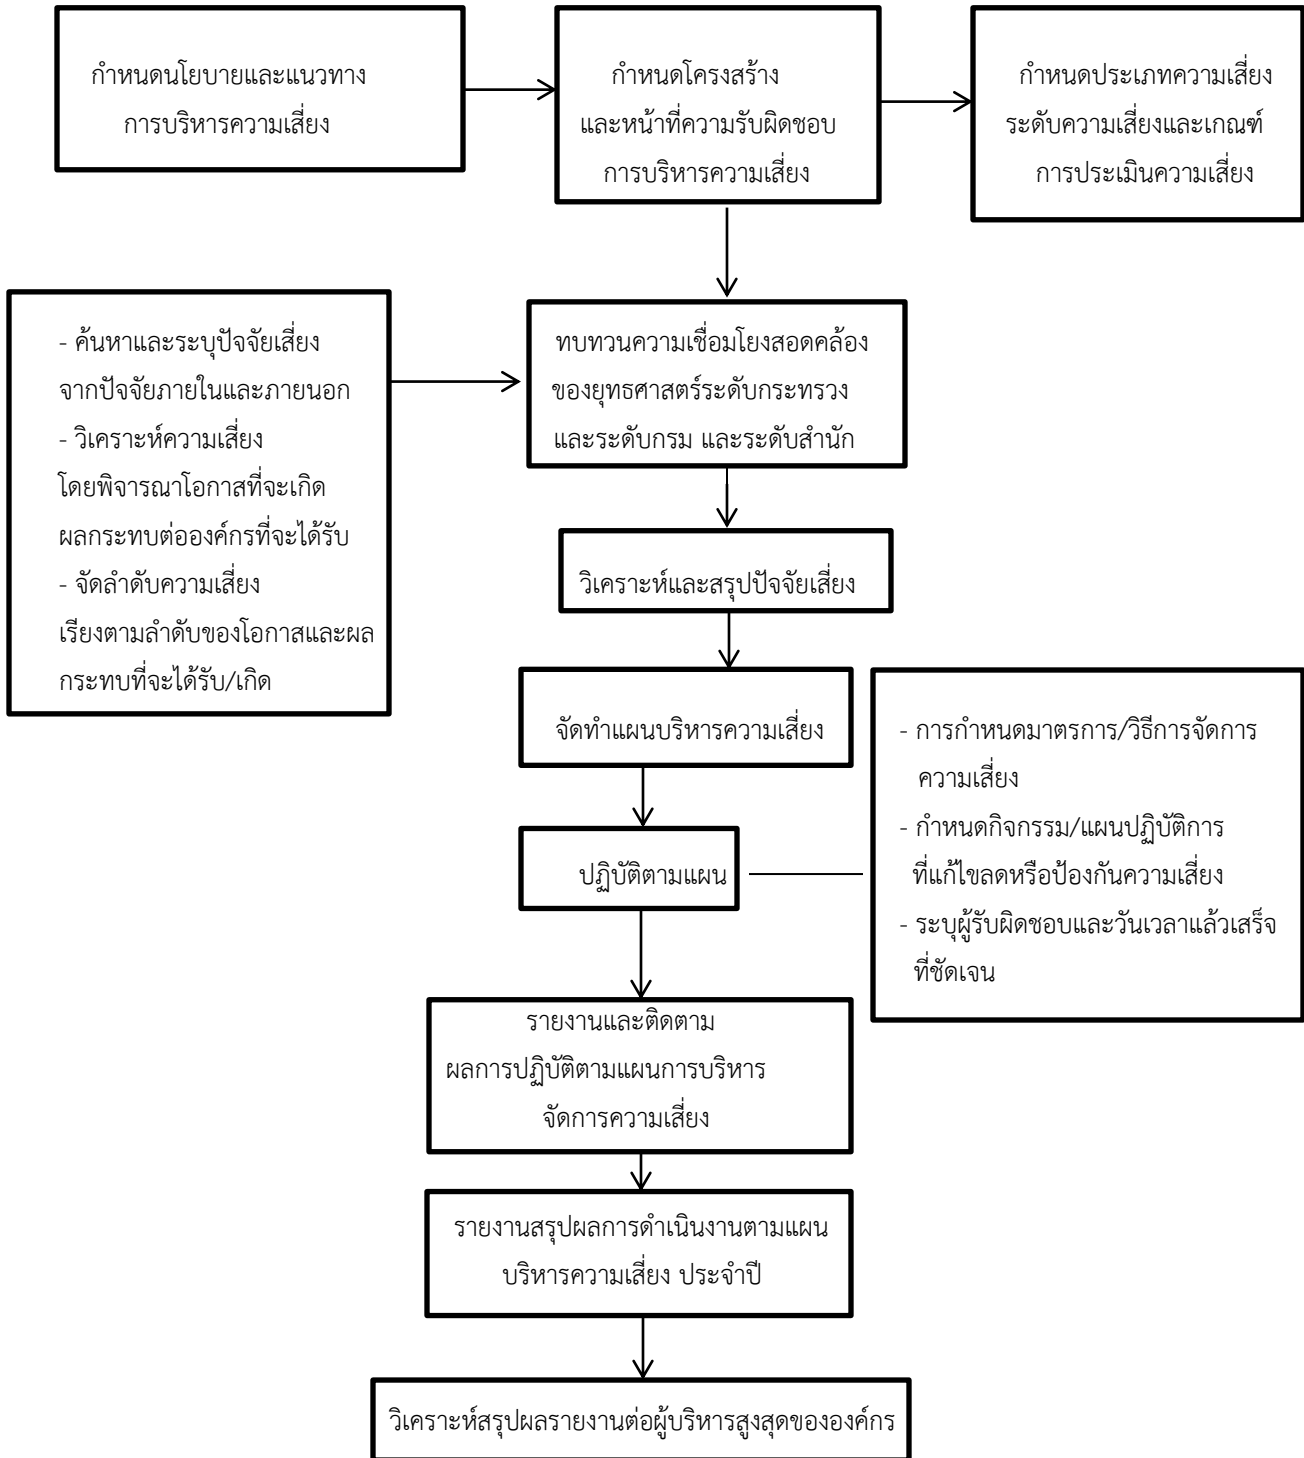 กำหนดนโยบายและแนวทาง
การบริหารความเสี่ยง
กำหนดโครงสร้าง
และหน้าที่ความรับผิดชอบ
การบริหารความเสี่ยง
กำหนดประเภทความเสี่ยง
ระดับความเสี่ยงและเกณฑ์
การประเมินความเสี่ยง
- ค้นหาและระบุปัจจัยเสี่ยง
จากปัจจัยภายในและภายนอก
- วิเคราะห์ความเสี่ยง
โดยพิจารณาโอกาสที่จะเกิด
ผลกระทบต่อองค์กรที่จะได้รับ
- จัดลำดับความเสี่ยง
เรียงตามลำดับของโอกาสและผล
กระทบที่จะได้รับ/เกิด
ทบทวนความเชื่อมโยงสอดคล้อง
ของยุทธศาสตร์ระดับกระทรวง
และระดับกรม และระดับสำนัก
วิเคราะห์และสรุปปัจจัยเสี่ยง
จัดทำแผนบริหารความเสี่ยง
ปฏิบัติตามแผน
- การกำหนดมาตรการ/วิธีการจัดการ
ความเสี่ยง
- กำหนดกิจกรรม/แผนปฏิบัติการ
ที่แก้ไขลดหรือป้องกันความเสี่ยง
- ระบุผู้รับผิดชอบและวันเวลาแล้วเสร็จ
ที่ชัดเจน
รายงานและติดตาม
ผลการปฏิบัติตามแผนการบริหาร
จัดการความเสี่ยง
รายงานสรุปผลการดำเนินงานตามแผน
บริหารความเสี่ยง ประจำปี
วิเคราะห์สรุปผลรายงานต่อผู้บริหารสูงสุดขององค์กร